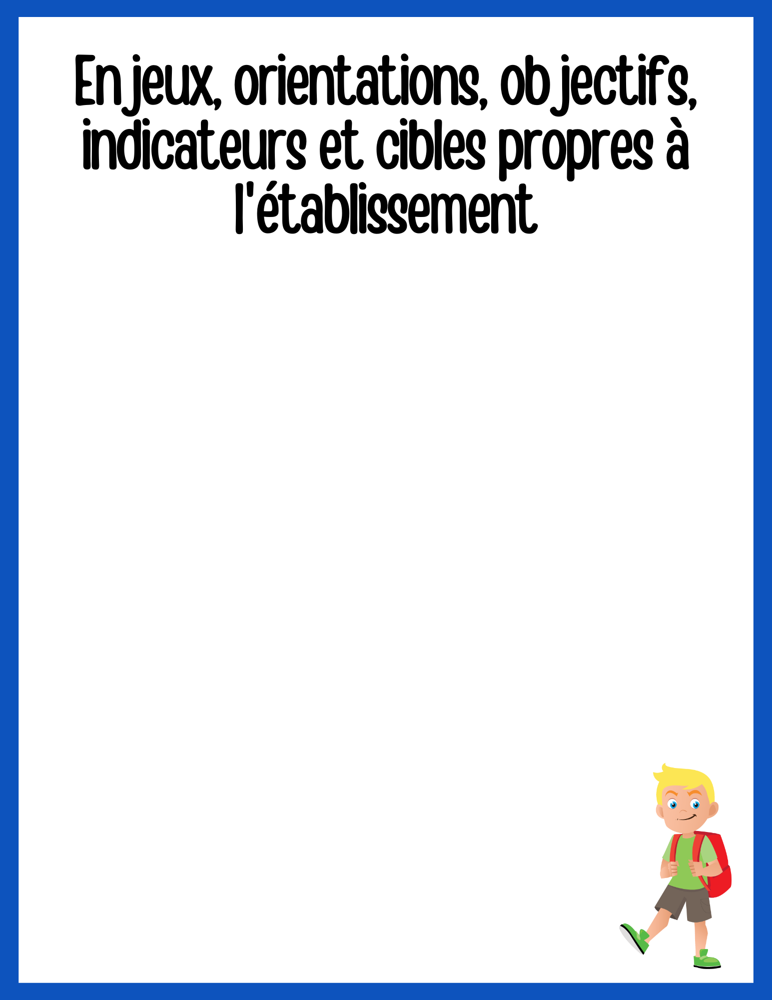 Enjeux, orientations, objectifs,
indicateurs et cibles propres à
l'établissement